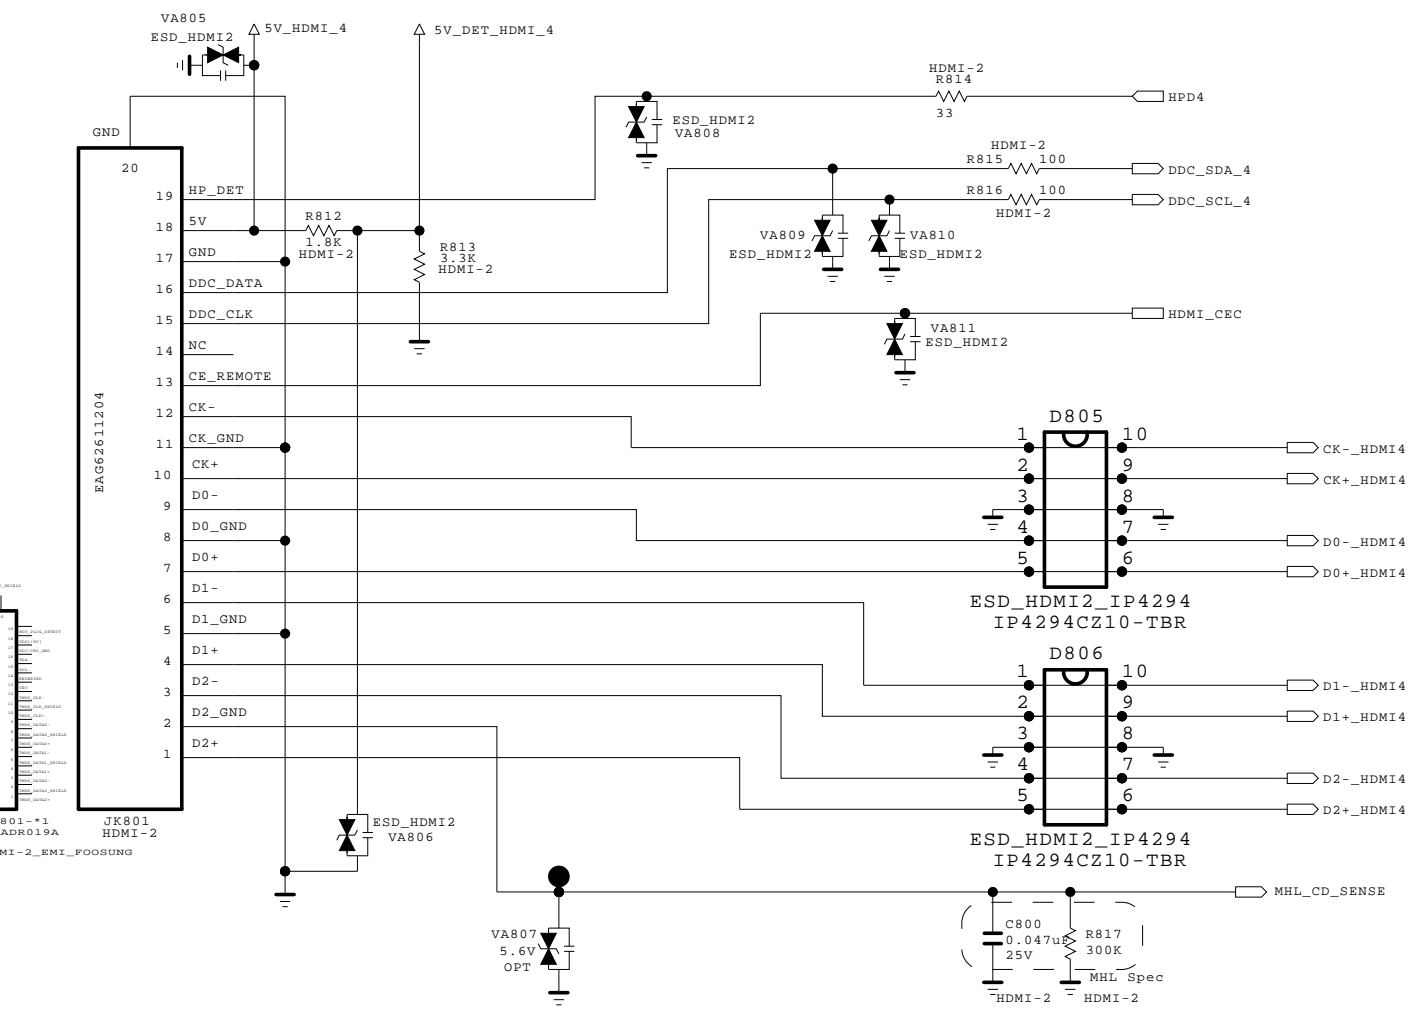 VA805
ESD_HDMI2
5V_HDMI_4
5V_DET_HDMI_4
HDMI-2
R814
33
HPD4
ESD_HDMI2
VA808
GND
20
HDMI-2
R815 100
DDC_SDA_4
R816 100
HDMI-2
DDC_SCL_4
19 HP_DET
18 5V
R812
1.8K
HDMI-2
R813
3.3K
HDMI-2
VA809
ESD_HDMI2
VA810
ESD_HDMI2
17 GND
16 DDC_DATA
15 DDC_CLK
HDMI_CEC
VA811
ESD_HDMI2
14 NC
13 CE_REMOTE
12 CK-
11 CK_GND
10 CK+
9 D0-
8 D0_GND
7 D0+
6 D1-
5 D1_GND
4 D1+
3 D2-
2 D2_GND
1 D2+
EAG62611204
JK801
HDMI-2
D805
1 10
CK-_HDMI4
2 9
CK+_HDMI4
3 8
4 7
D0-_HDMI4
5 6
D0+_HDMI4
ESD_HDMI2_IP4294
IP4294CZ10-TBR
D806
1 10
D1-_HDMI4
2 9
D1+_HDMI4
3 8
4 7
D2-_HDMI4
5 6
D2+_HDMI4
ESD_HDMI2_IP4294
IP4294CZ10-TBR
801-*1
ADR019A
MI-2_EMI_FOOSUNG
ESD_HDMI2
VA806
MHL_CD_SENSE
VA807
5.6V
OPT
C800
0.047uF
25V
R817
300K
MHL Spec
HDMI-2
HDMI-2